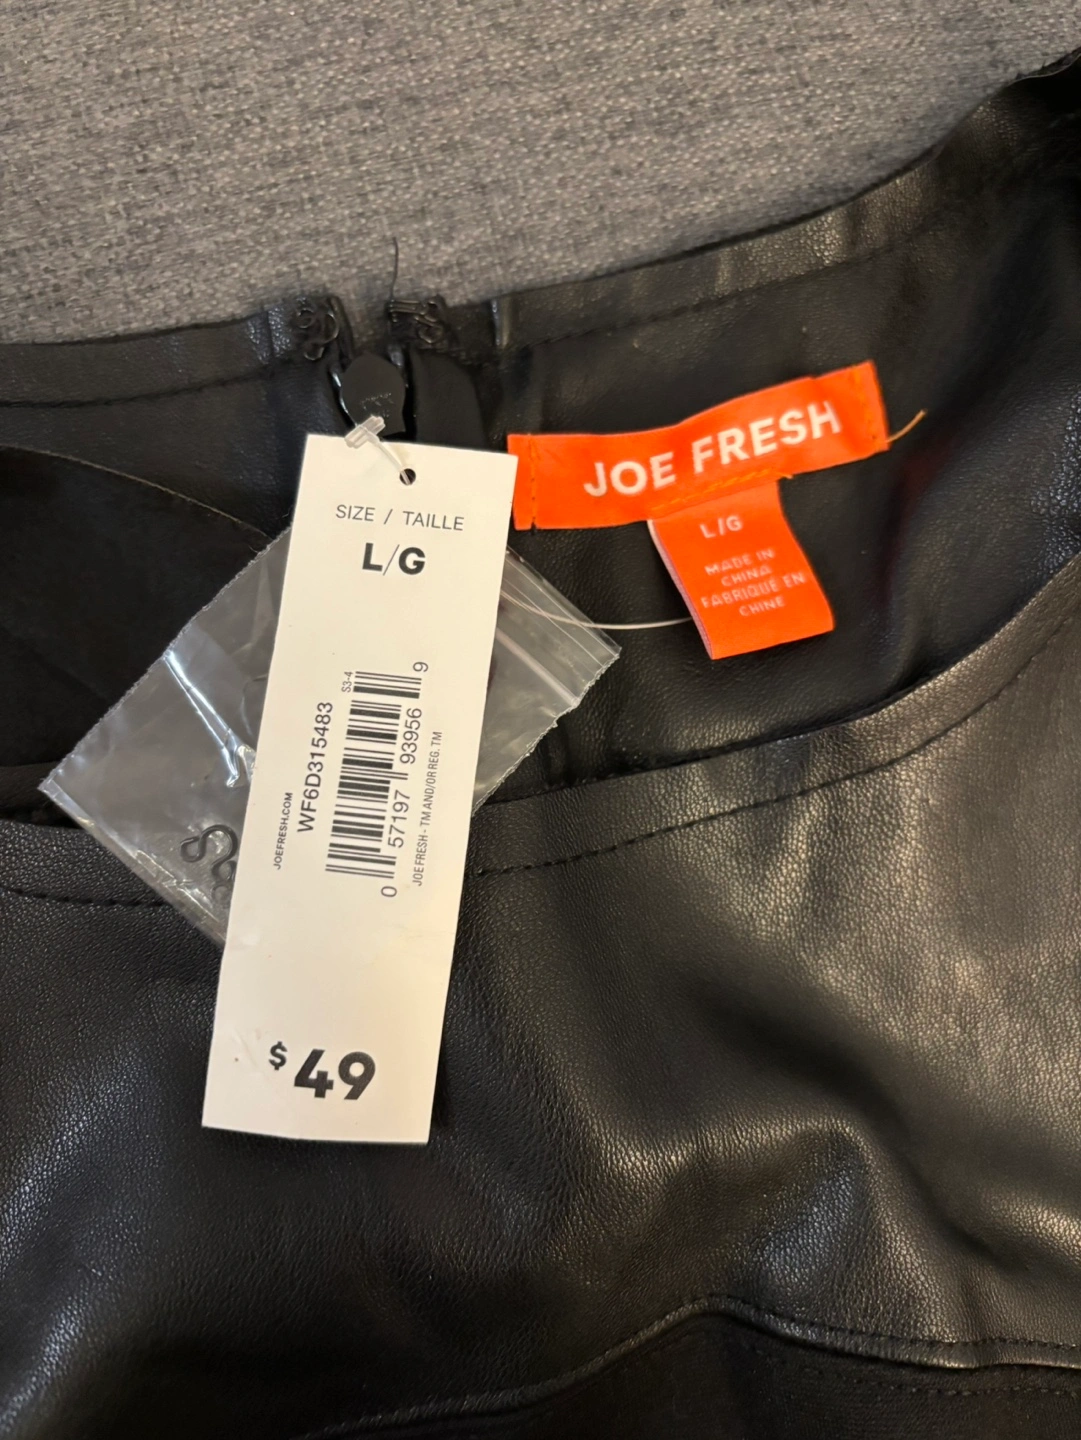 SIZE / TAILLE
L/G
JOEFRESH.COM
WF6D315483
S3-4
0 57197 93956 9
JOE FRESH - TM AND/OR REG. TM
$49
JOE FRESH
L/G
MADE IN
CHINA
FABRIQUÉ EN
CHINE